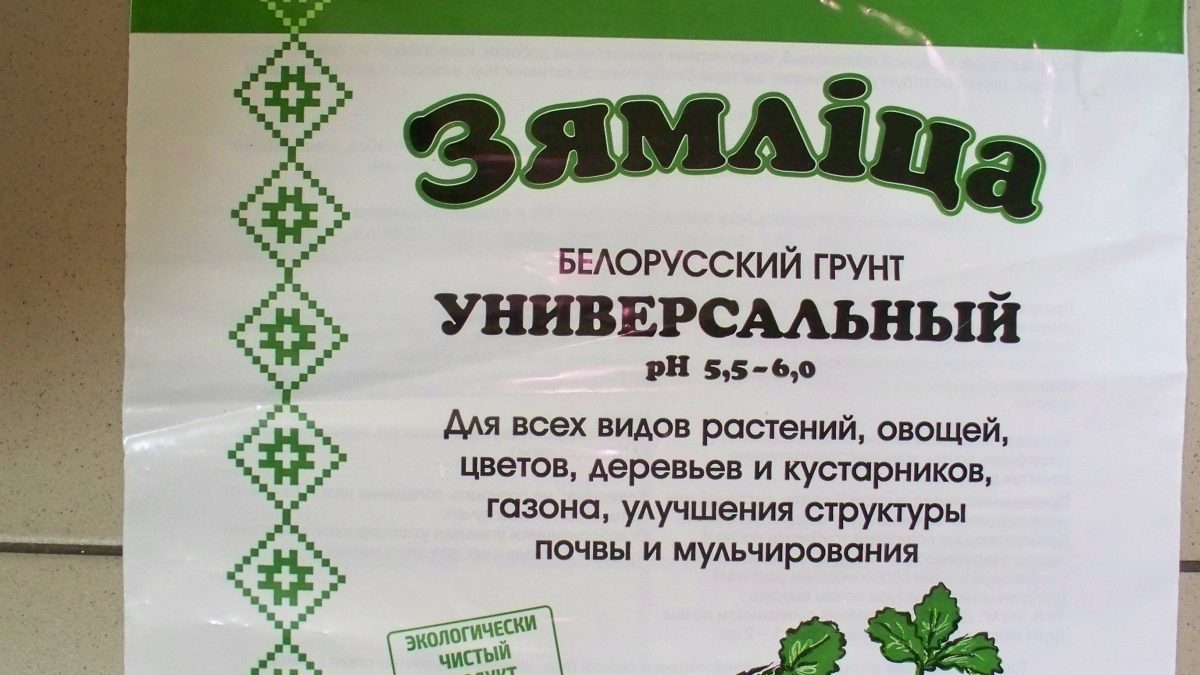 Зямліца
БЕЛОРУССКИЙ ГРУНТ
УНИВЕРСАЛЬНЫЙ
pH 5,5-6,0
Для всех видов растений, овощей,
цветов, деревьев и кустарников,
газона, улучшения структуры
почвы и мульчирования
ЭКОЛОГИЧЕСКИ
ЧИСТЫЙ